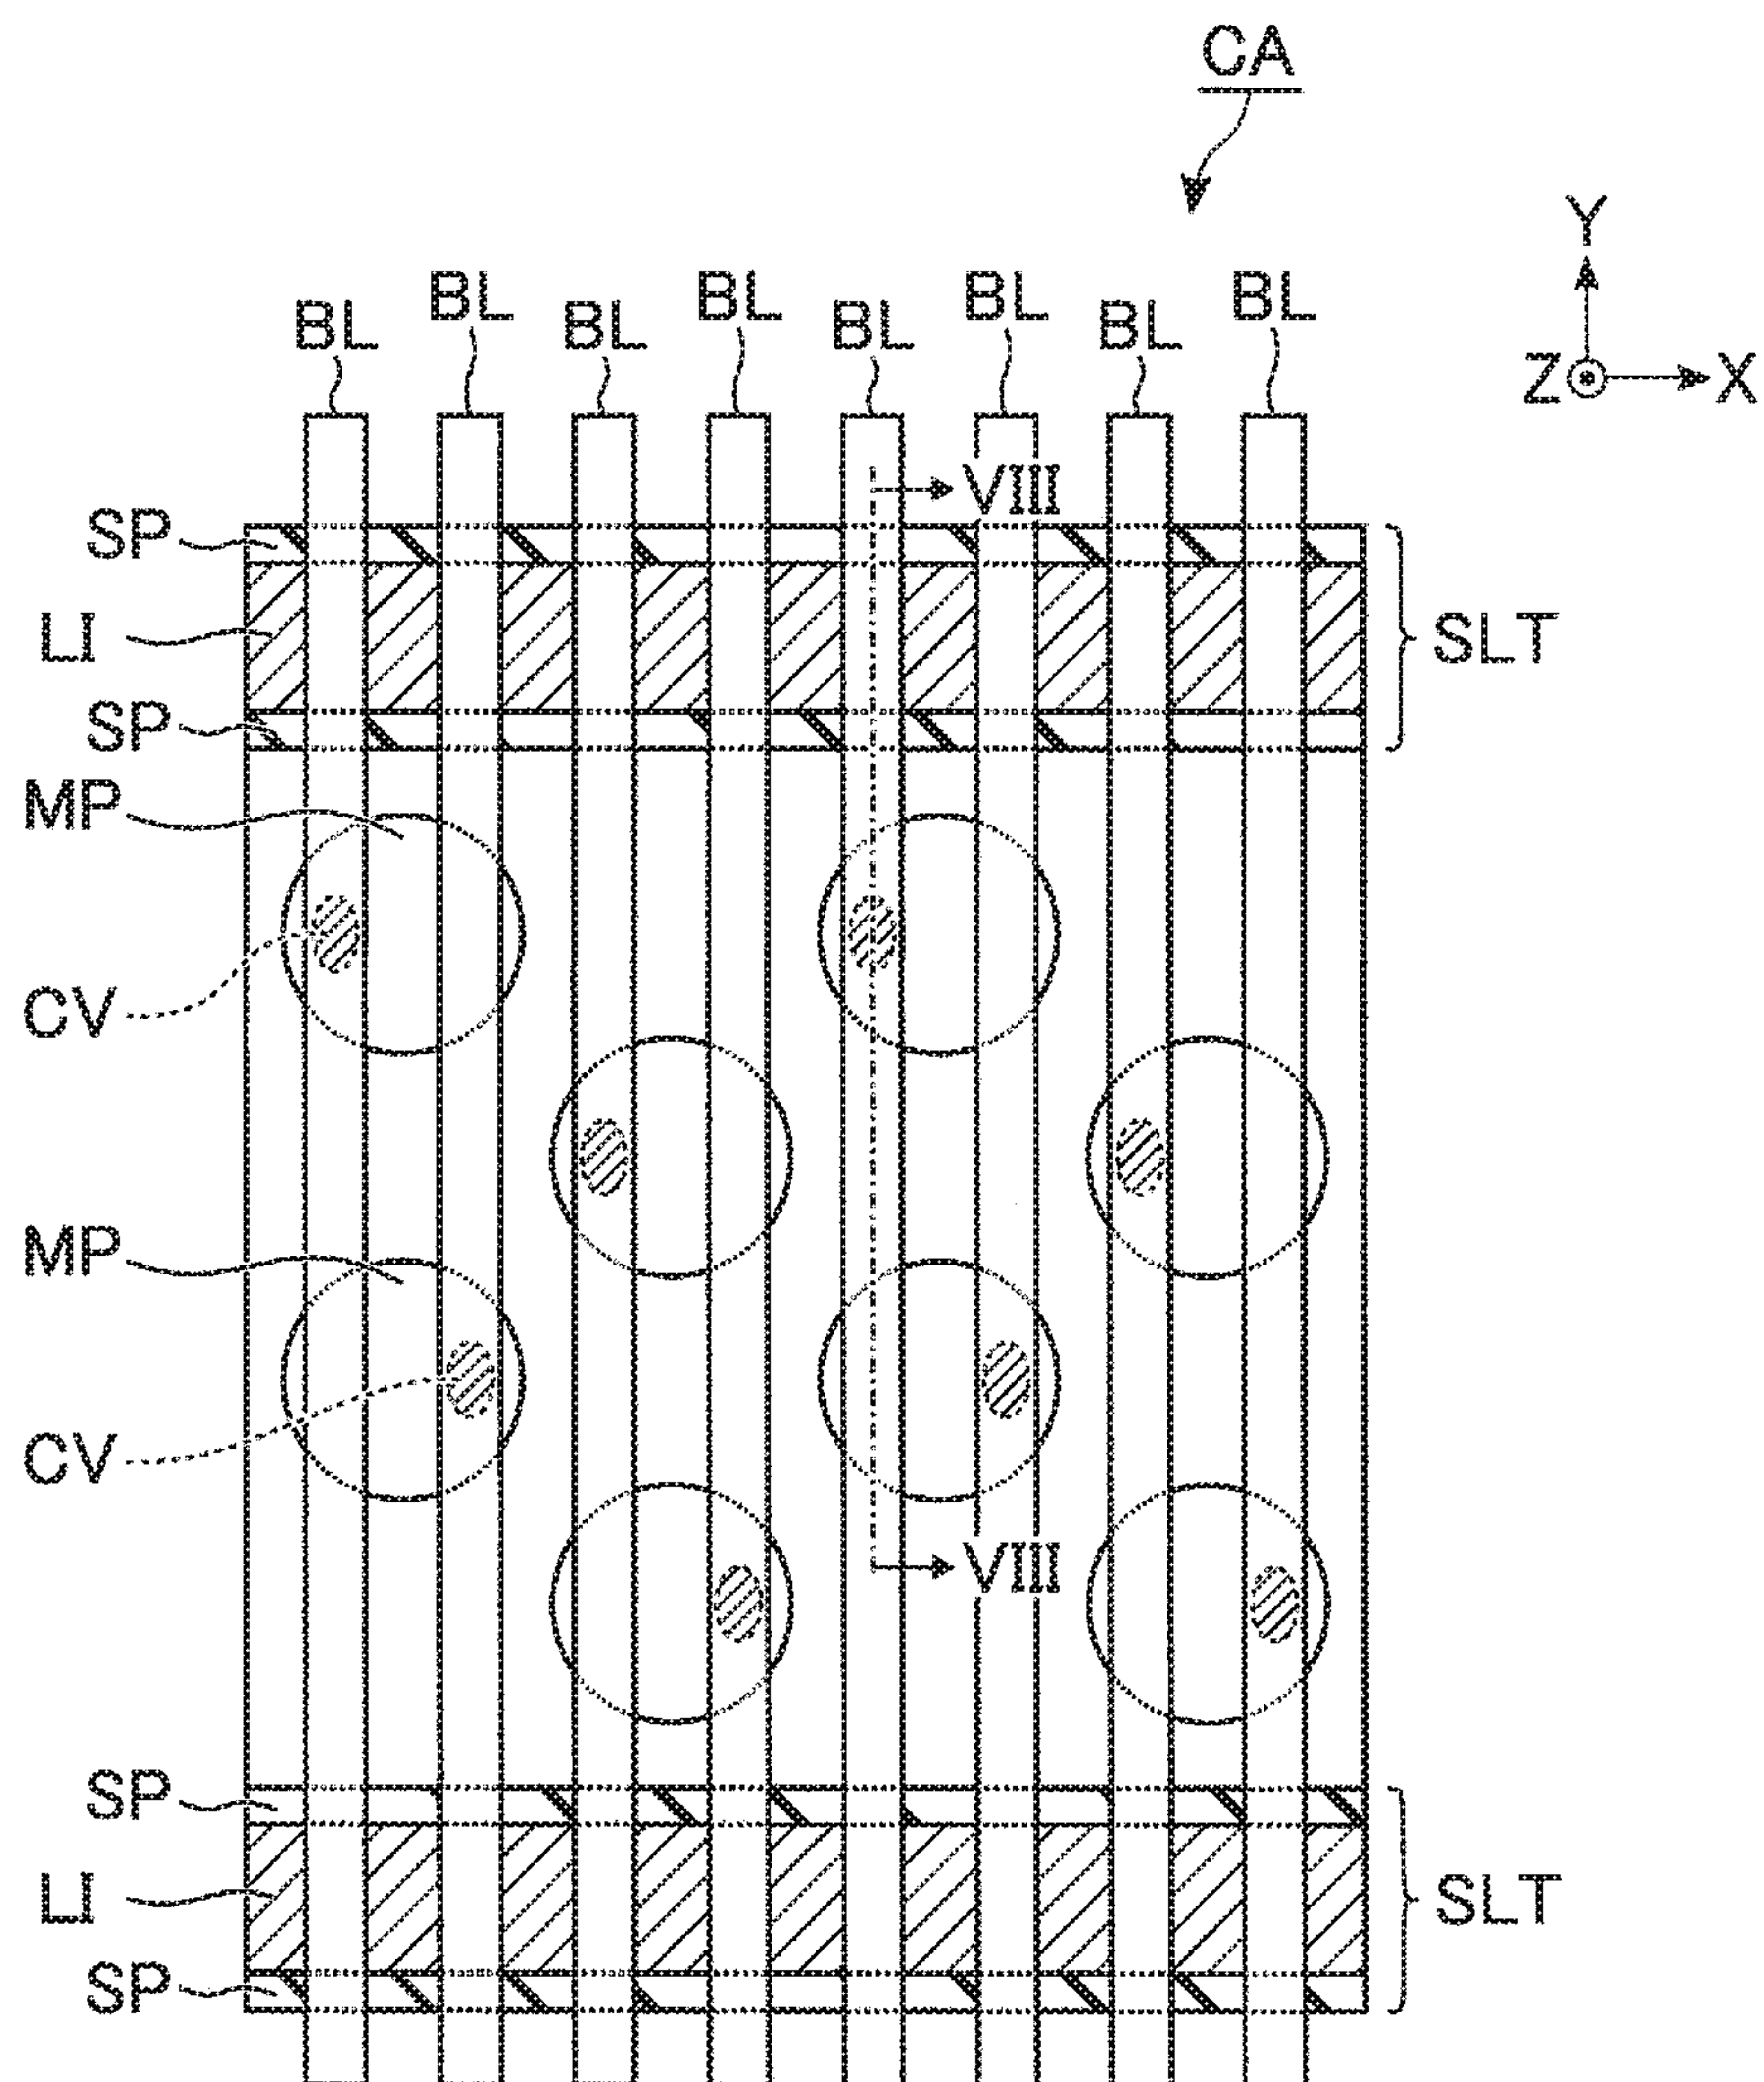 CA
Y
Z X
BL BL BL BL BL BL BL BL
VIII
SP
LI
SLT
SP
MP
CV
MP
CV
VIII
SP
LI
SLT
SP